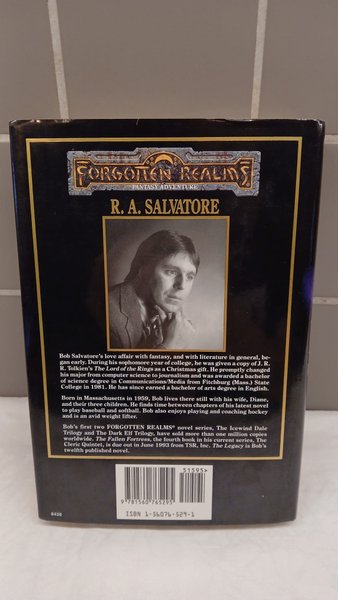 FORGOTTEN REALMS
FANTASY ADVENTURE
R. A. SALVATORE
Bob Salvatore's love affair with fantasy, and with literature in general, be-
gan early. During his sophomore year of college, he was given a copy of J. R.
R. Tolkien's The Lord of the Rings as a Christmas gift. He promptly changed
his major from computer science to journalism and was awarded a bachelor
of science degree in Communications/Media from Fitchburg (Mass.) State
College in 1981. He has since earned a bachelor of arts degree in English.
Born in Massachusetts in 1959, Bob lives there still with his wife, Diane,
and their three children. He finds time between chapters of his latest novel
to play baseball and softball. Bob also enjoys playing and coaching hockey
and is an avid weight lifter.
Bob's first two FORGOTTEN REALMS® novel series, The Icewind Dale
Trilogy and The Dark Elf Trilogy, have sold more than one million copies
worldwide. The Fallen Fortress, the fourth book in his current series, The
Cleric Quintet, is due out in June 1993 from TSR, Inc. The Legacy is Bob's
twelfth published novel.
51595>
9 781560 765295
ISBN 1-56076-529-1
8438